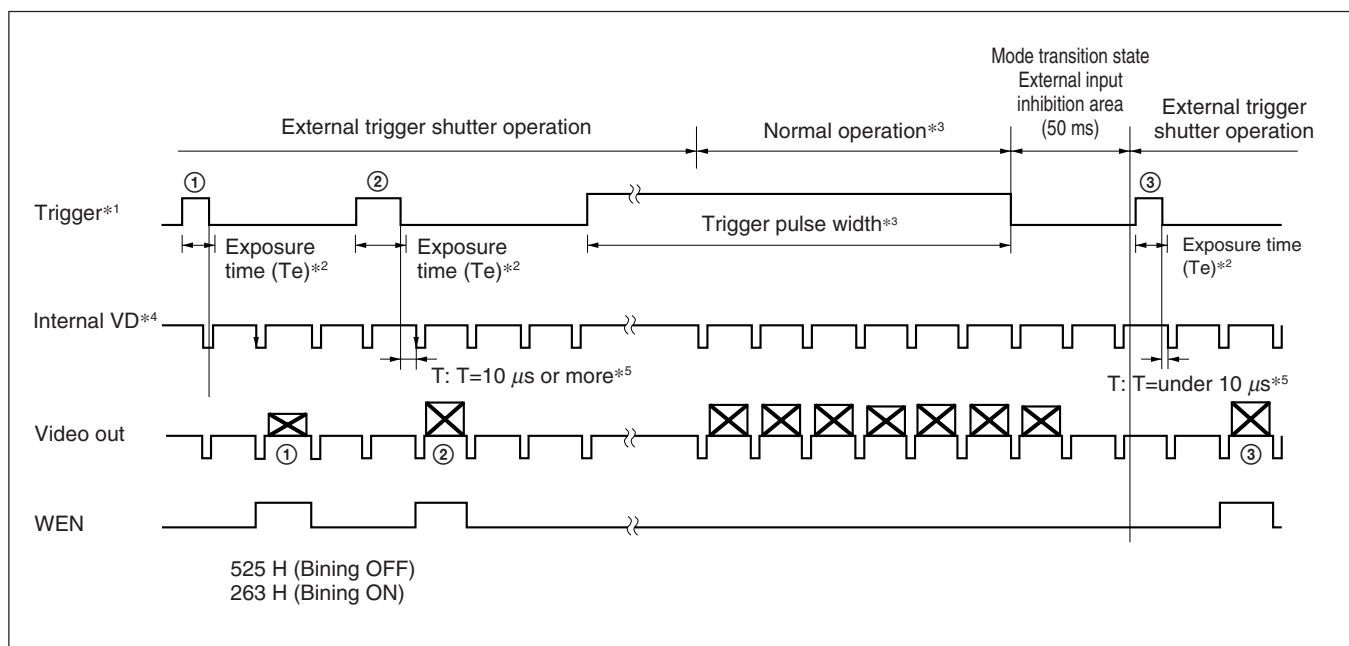 Mode transition state
External input
inhibition area
(50 ms)
External trigger shutter operation
Normal operation*3
External trigger
shutter operation
①
②
③
Trigger*1
Exposure
time (Te)*2
Exposure
time (Te)*2
Trigger pulse width*3
Exposure time
(Te)*2
Internal VD*4
T: T=10 μs or more*5
T: T=under 10 μs*5
Video out
①
②
③
WEN
525 H (Bining OFF)
263 H (Bining ON)